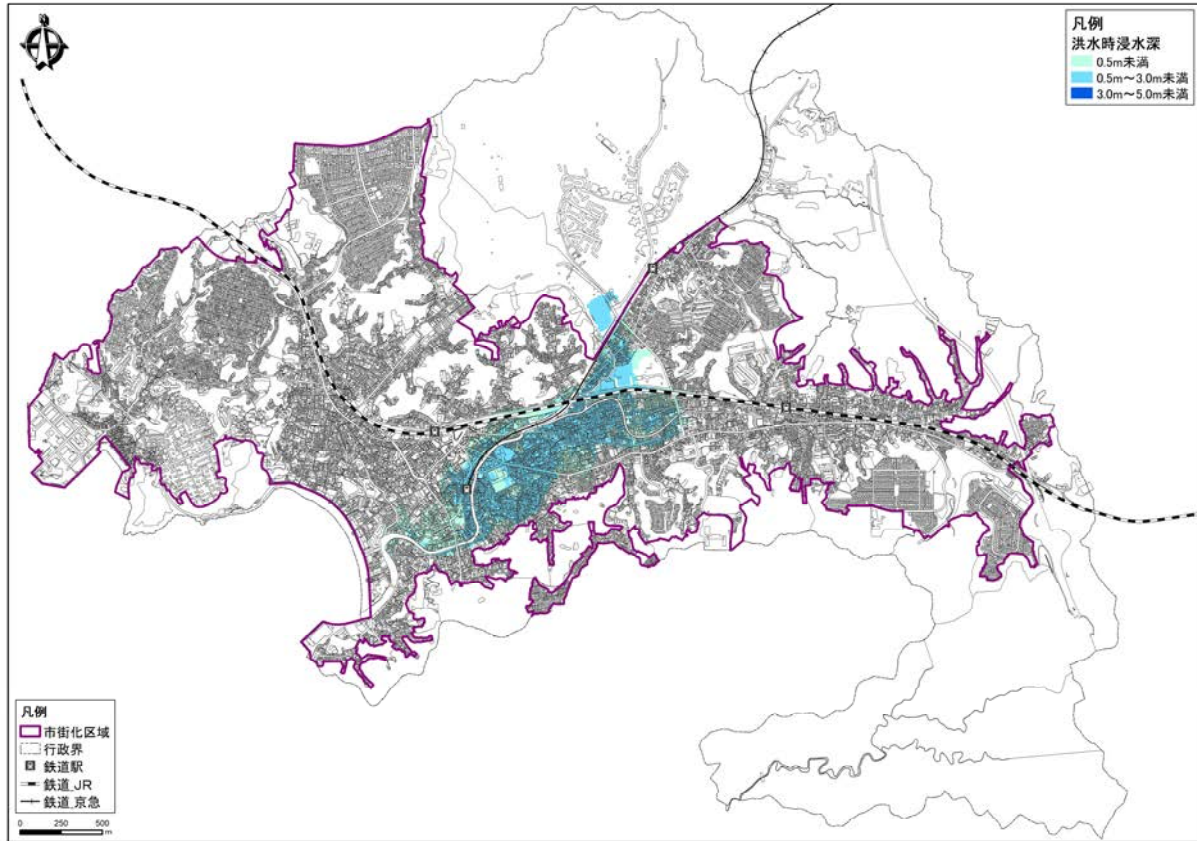 凡例
洪水時浸水深
0.5m未満
0.5m～3.0m未満
3.0m～5.0m未満
凡例
市街化区域
行政界
鉄道駅
鉄道_JR
鉄道_京急
0 250 500
m